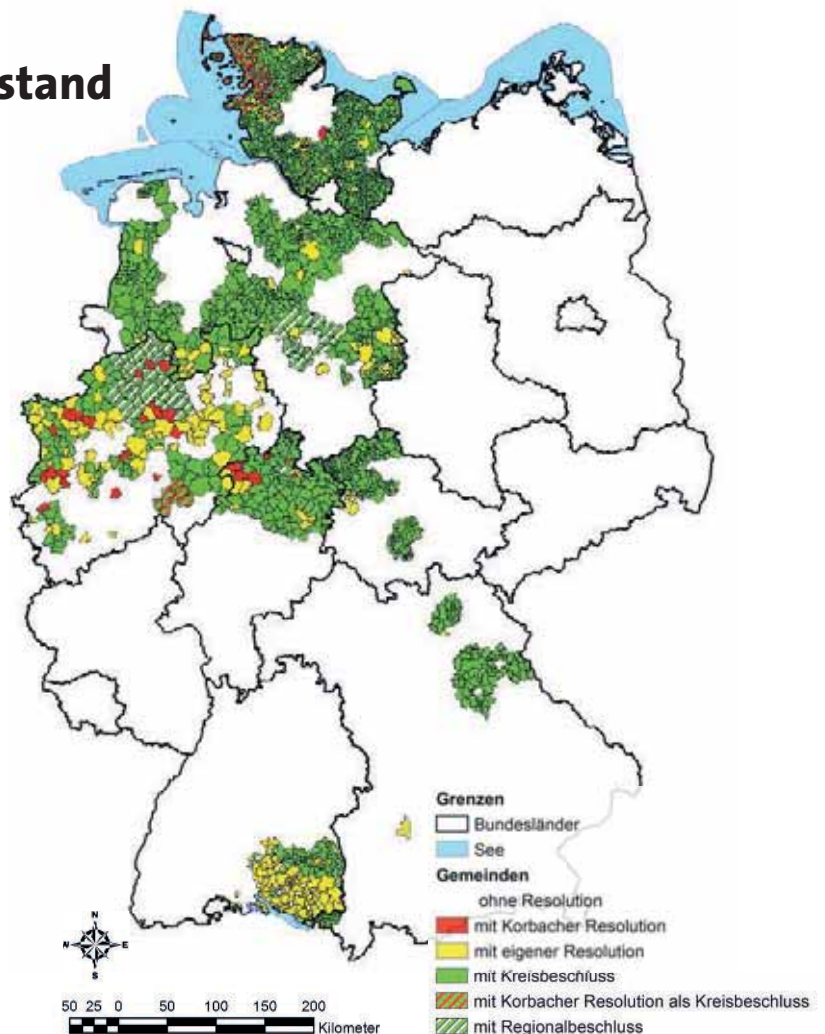 stand
Grenzen
Bundesländer
See
Gemeinden
ohne Resolution
mit Korbacher Resolution
mit eigener Resolution
mit Kreisbeschluss
mit Korbacher Resolution als Kreisbeschluss
mit Regionalbeschluss
N
W E
S
50 25 0 50 100 150 200
Kilometer